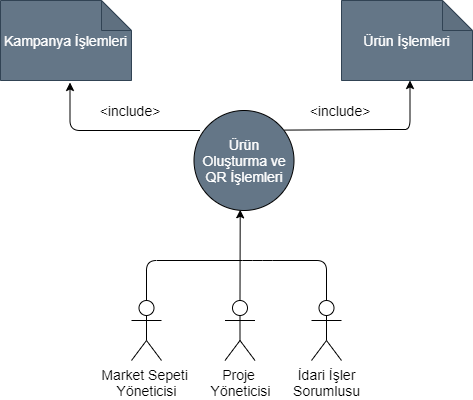 Kampanya İşlemleri
Ürün İşlemleri
<include>
<include>
Ürün
Oluşturma ve
QR İşlemleri
Market Sepeti
Yöneticisi
Proje
Yöneticisi
İdari İşler
Sorumlusu